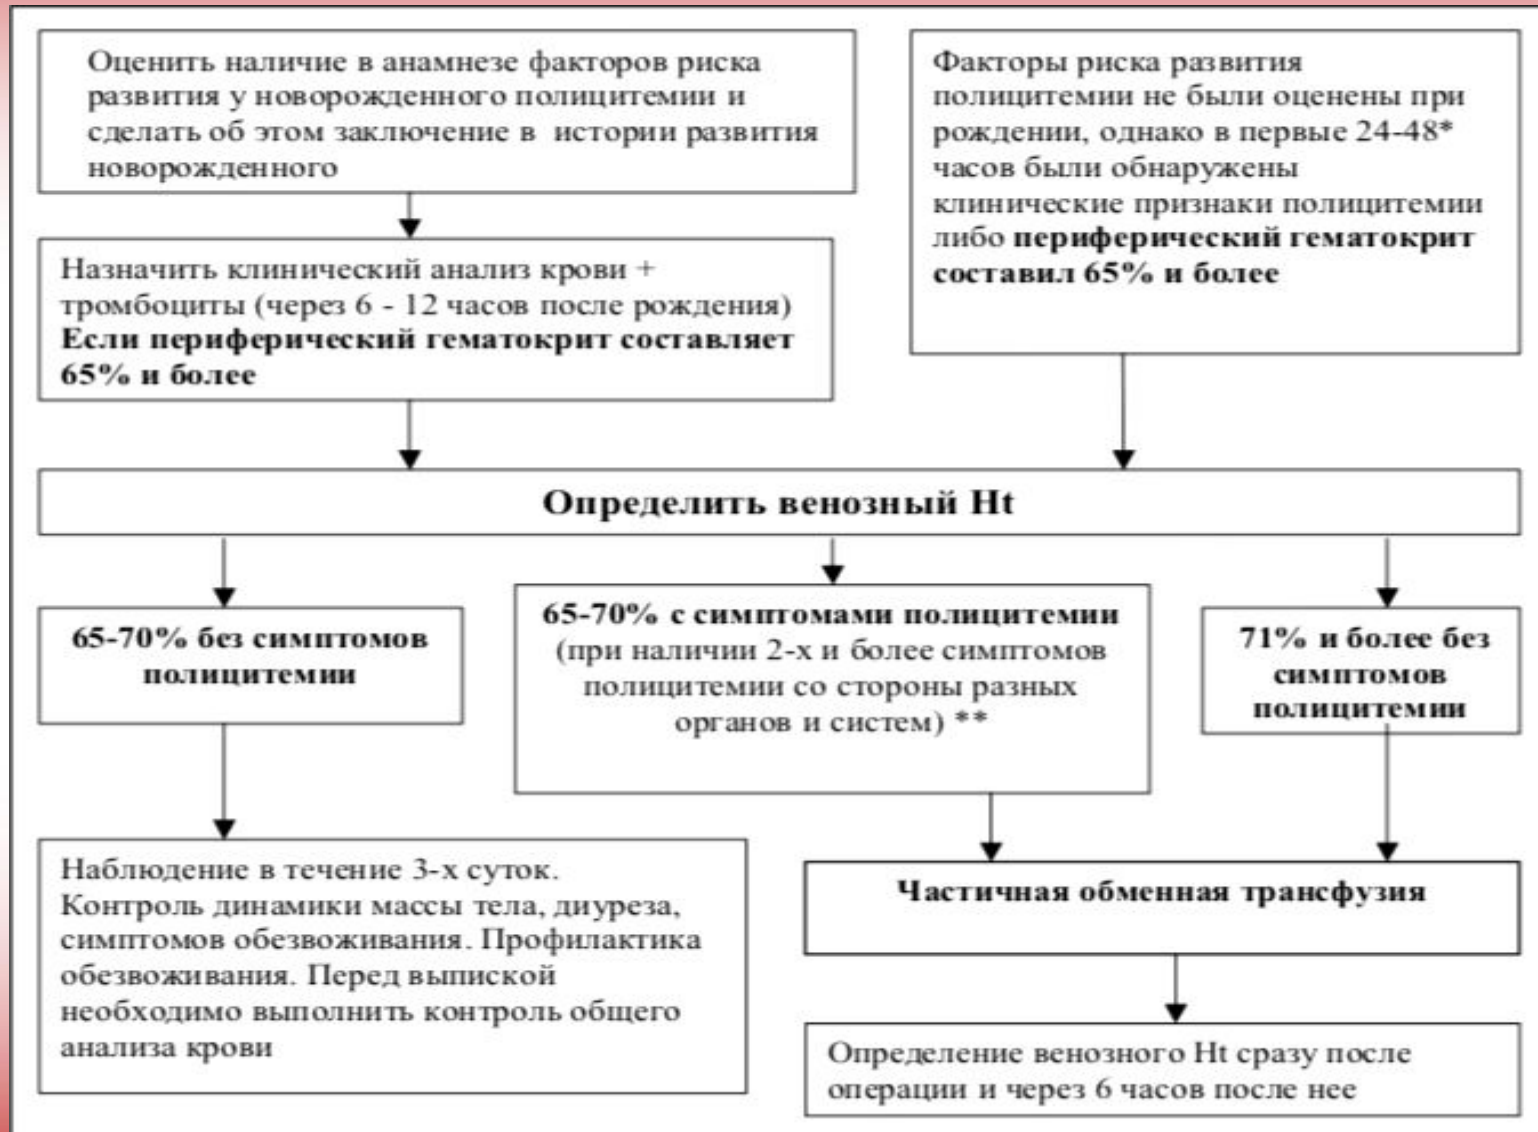 Оценить наличие в анамнезе факторов риска
развития у новорожденного полицитемии и
сделать об этом заключение в истории развития
новорожденного
Факторы риска развития
полицитемии не были оценены при
рождении, однако в первые 24-48*
часов были обнаружены
клинические признаки полицитемии
либо периферический гематокрит
составил 65% и более
Назначить клинический анализ крови +
тромбоциты (через 6 - 12 часов после рождения)
Если периферический гематокрит составляет
65% и более
Определить венозный Ht
65-70% без симптомов
полицитемии
65-70% с симптомами полицитемии
(при наличии 2-х и более симптомов
полицитемии со стороны разных
органов и систем) **
71% и более без
симптомов
полицитемии
Наблюдение в течение 3-х суток.
Контроль динамики массы тела, диуреза,
симптомов обезвоживания. Профилактика
обезвоживания. Перед выпиской
необходимо выполнить контроль общего
анализа крови
Частичная обменная трансфузия
Определение венозного Ht сразу после
операции и через 6 часов после нее